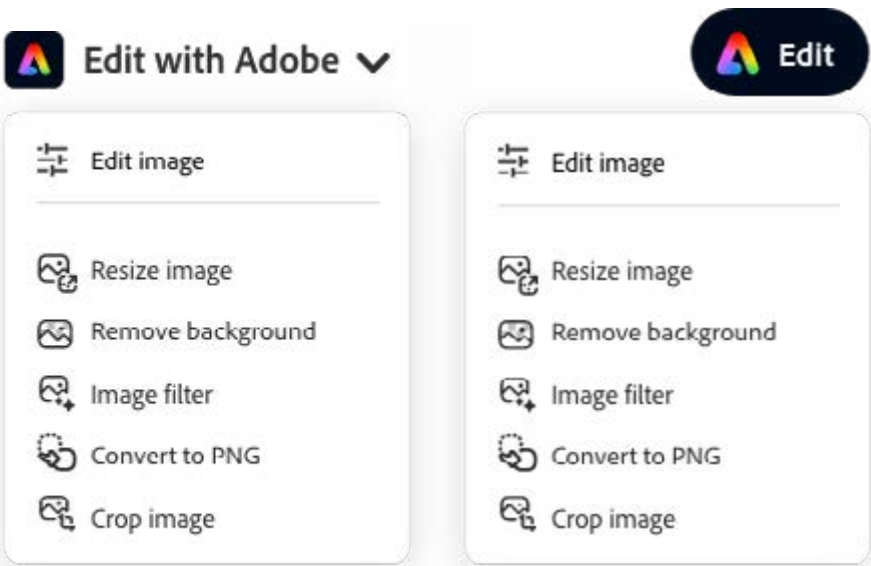 Edit with Adobe
Edit image
Resize image
Remove background
Image filter
Convert to PNG
Crop image
Edit
Edit image
Resize image
Remove background
Image filter
Convert to PNG
Crop image